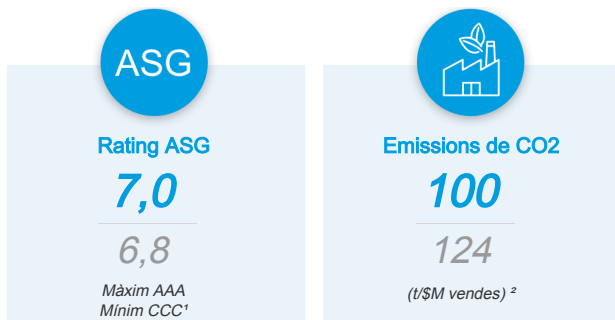 ASG
Rating ASG
7,0
6,8
Màxim AAA
Mínim CCC¹
Emissions de CO2
100
124
(t/$M vendes) ²